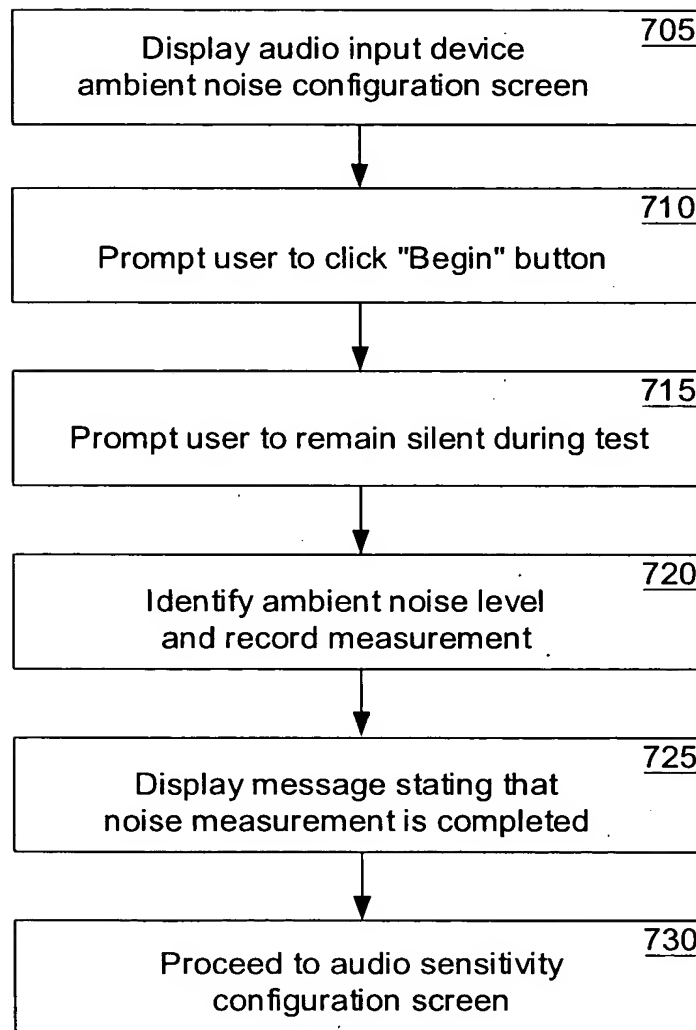 705
Display audio input device
ambient noise configuration screen
710
Prompt user to click "Begin" button
715
Prompt user to remain silent during test
720
Identify ambient noise level
and record measurement
725
Display message stating that
noise measurement is completed
730
Proceed to audio sensitivity
configuration screen